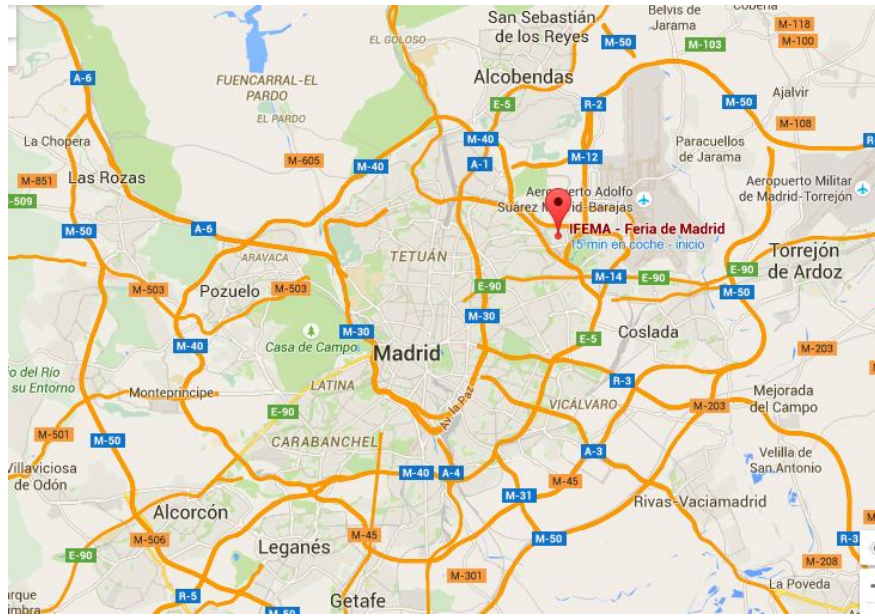 San Sebastián
de los Reyes
Belvis de
Jarama
M-118
M-100
M-50
M-103
EL GOLOSO
A-6
FUENCARRAL-EL
PARDO
Alcobendas
E-5
R-2
M-50
Ajalvir
EL PARDO
M-40
M-108
La Chopera
M-605
M-40
A-1
M-12
Paracuellos
de Jarama
M-851
Las Rozas
Aeropuerto Adolfo
Suárez Madrid-Barajas
Aeropuerto Militar
de Madrid-Torrejón
-509
M-50
A-6
IFEMA - Feria de Madrid
15 min en coche - inicio
ARAVACA
TETUÁN
Torrejón
de Ardoz
M-503
Pozuelo
M-503
E-90
M-14
E-90
E-90
M-50
M-30
M-30
Casa de Campo
Madrid
E-5
Coslada
M-40
M-203
o del Río
su Entorno
Monteprincipe
LATINA
Av. la Paz
R-3
E-90
VICÁLVARO
M-203
Mejorada
del Campo
M-501
M-50
CARABANCHEL
A-3
Villaviciosa
de Odón
M-40
A-4
M-45
Velilla de
San Antonio
M-31
Rivas-Vaciamadrid
Alcorcón
M-45
M-50
R-3
E-90
M-506
Leganés
M-208
M-301
R-5
Getafe
La Poveda
M-50